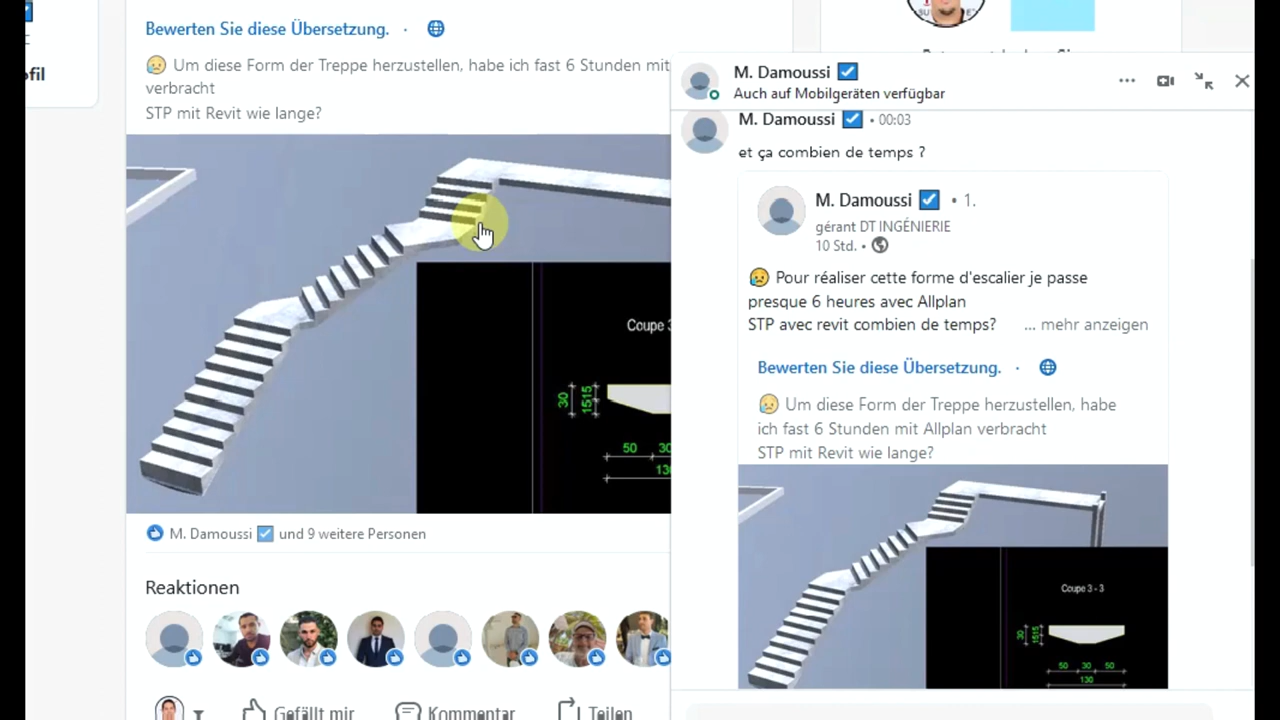 ofil
Bewerten Sie diese Übersetzung. ·
😥 Um diese Form der Treppe herzustellen, habe ich fast 6 Stunden mit
verbracht
STP mit Revit wie lange?
Coupe 3
30
15 15
50 30
13
M. Damoussi ☑ und 9 weitere Personen
Reaktionen
Gefällt mir
Kommentar
Teilen
M. Damoussi ☑
Auch auf Mobilgeräten verfügbar
M. Damoussi ☑ • 00:03
et ça combien de temps ?
M. Damoussi ☑ • 1.
gérant DT INGÉNIERIE
10 Std. •
😥 Pour réaliser cette forme d'escalier je passe
presque 6 heures avec Allplan
STP avec revit combien de temps? ... mehr anzeigen
Bewerten Sie diese Übersetzung. ·
😥 Um diese Form der Treppe herzustellen, habe
ich fast 6 Stunden mit Allplan verbracht
STP mit Revit wie lange?
Coupe 3 - 3
30
15 15
50 30 50
130